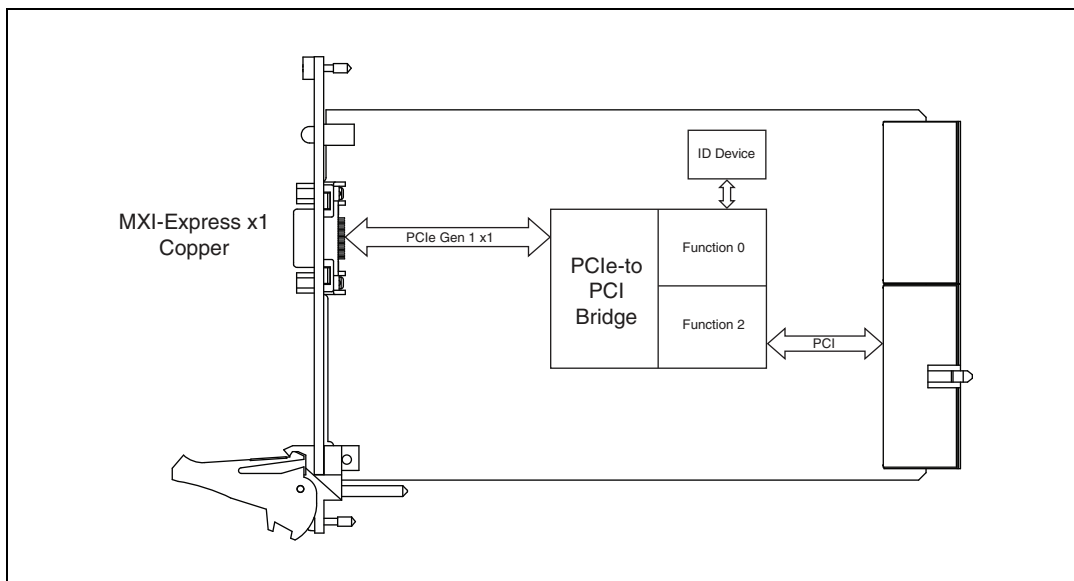 ID Device
MXI-Express x1
Copper
PCIe Gen 1 x1
PCIe-to
PCI
Bridge
Function 0
Function 2
PCI